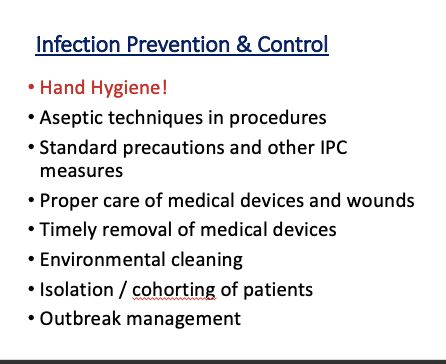 Infection Prevention & Control
• Hand Hygiene!
• Aseptic techniques in procedures
• Standard precautions and other IPC
measures
• Proper care of medical devices and wounds
• Timely removal of medical devices
• Environmental cleaning
• Isolation / cohorting of patients
• Outbreak management